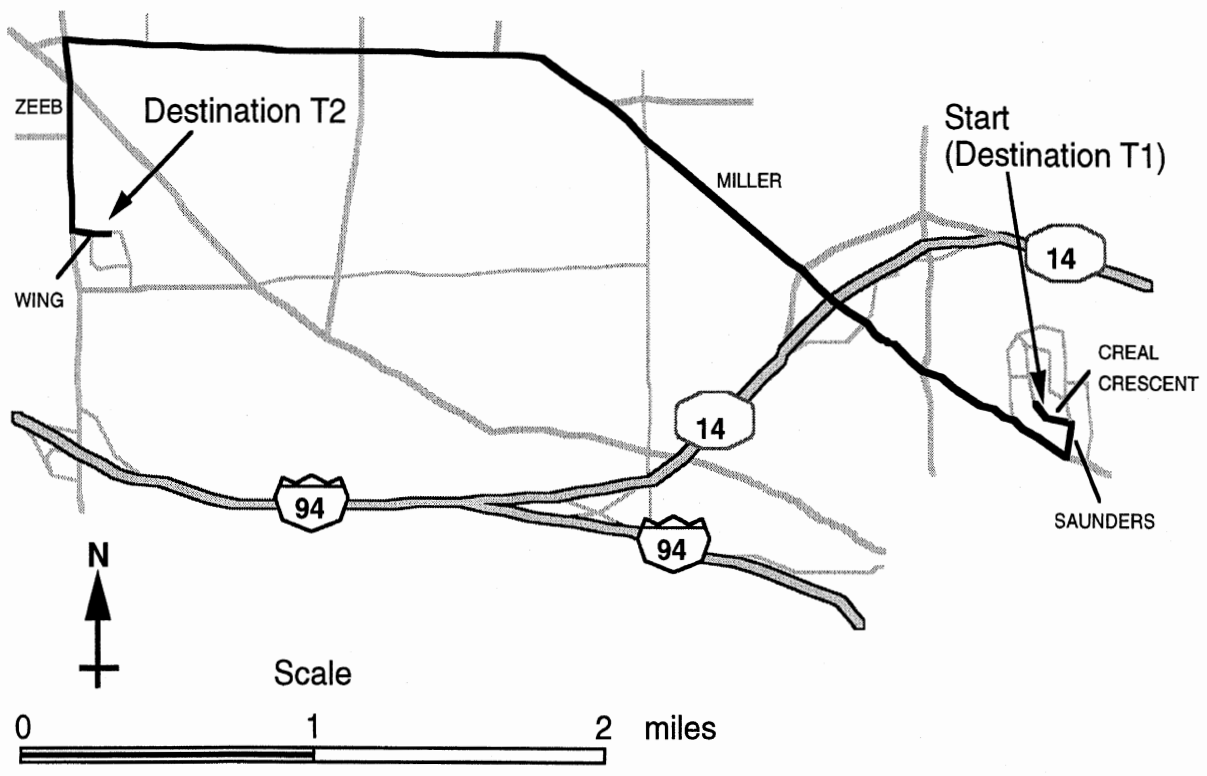 ZEEB
Destination T2
Start
(Destination T1)
MILLER
14
WING
CREAL
CRESCENT
14
94
SAUNDERS
94
N
Scale
0 1 2 miles